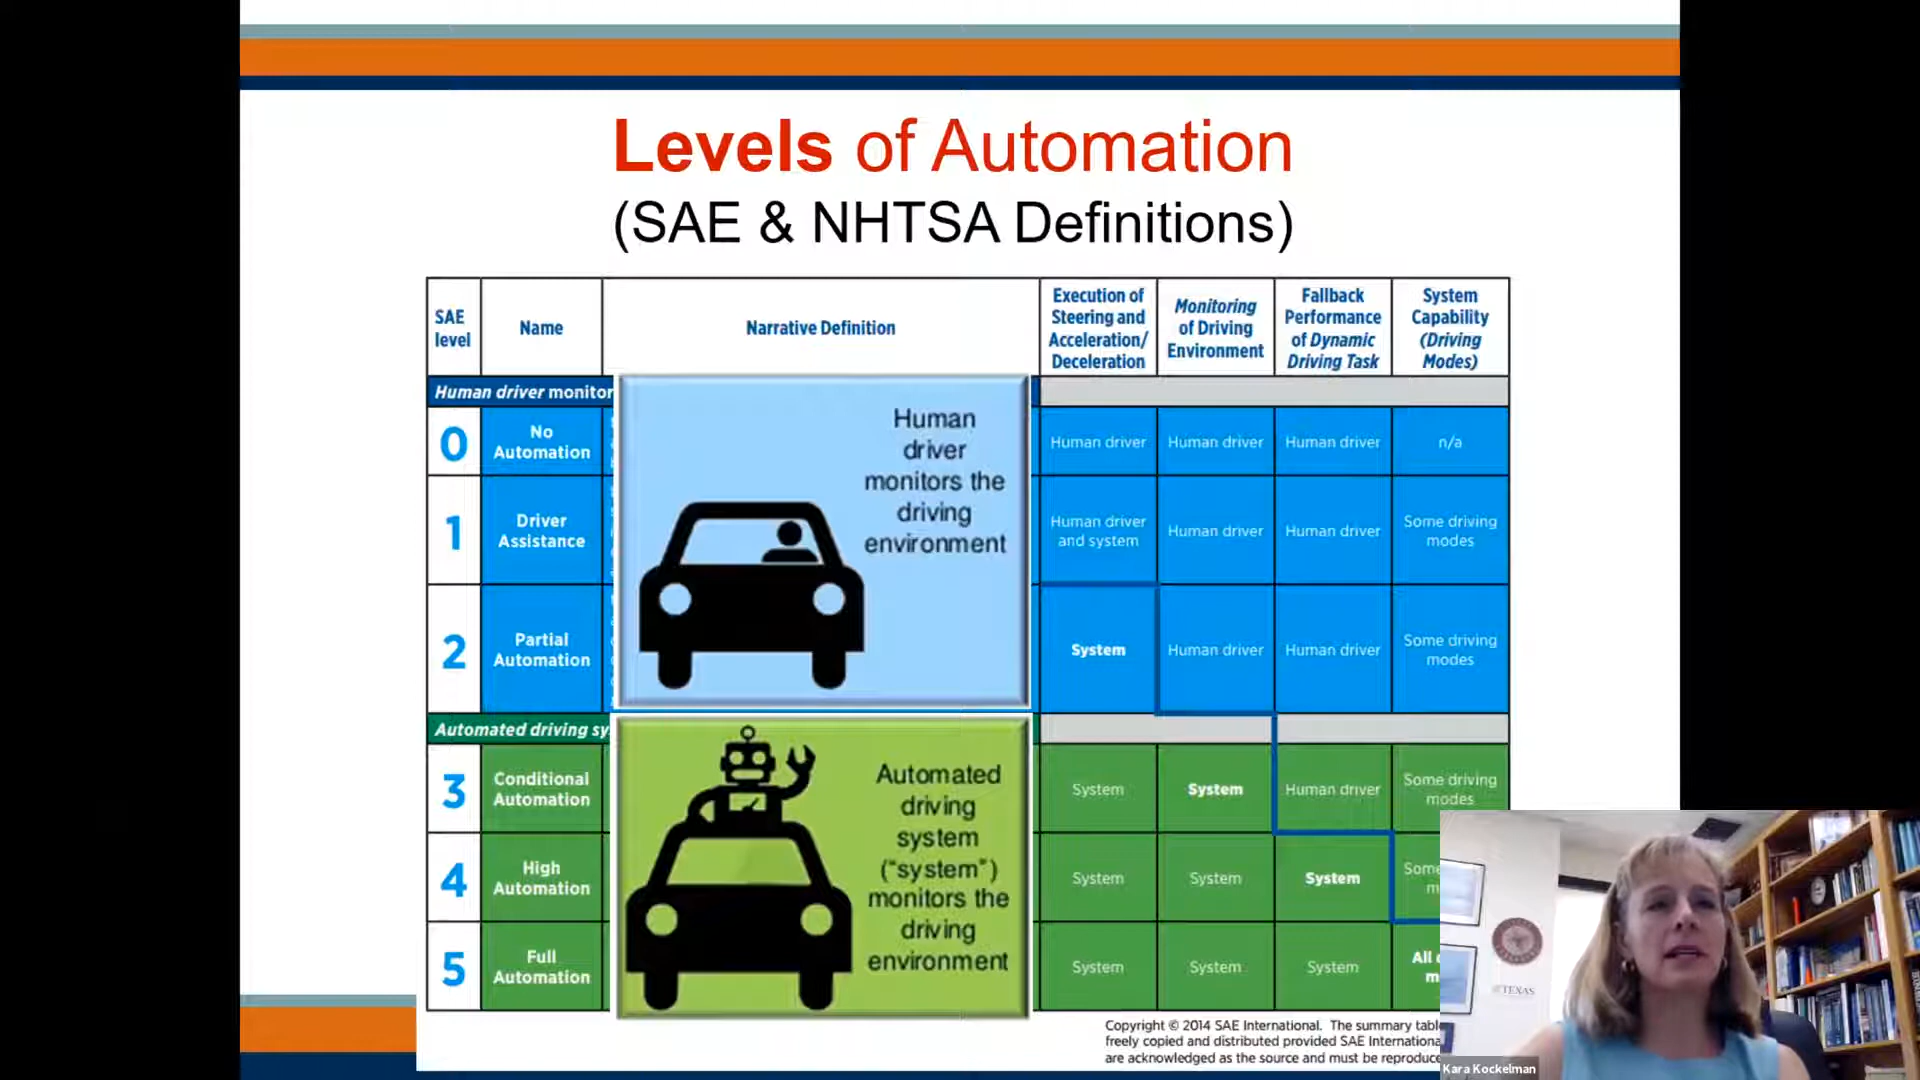 Levels of Automation
(SAE & NHTSA Definitions)
SAE
level
Name
Narrative Definition
Execution of
Steering and
Acceleration/
Deceleration
Monitoring
of Driving
Environment
Fallback
Performance
of Dynamic
Driving Task
System
Capability
(Driving
Modes)
Human driver monitor
0
No
Automation
Human driver
Human driver
Human driver
n/a
1
Driver
Assistance
Human driver
and system
Human driver
Human driver
Some driving
modes
2
Partial
Automation
System
Human driver
Human driver
Some driving
modes
Human
driver
monitors the
driving
environment
Automated driving sy
3
Conditional
Automation
System
System
Human driver
Some driving
modes
4
High
Automation
System
System
System
Some
m
5
Full
Automation
System
System
System
All
m
Automated
driving
system
("system")
monitors the
driving
environment
Copyright © 2014 SAE International. The summary tabl
freely copied and distributed provided SAE Internationa
are acknowledged as the source and must be reproduc
TEXAS
Kara Kockelman